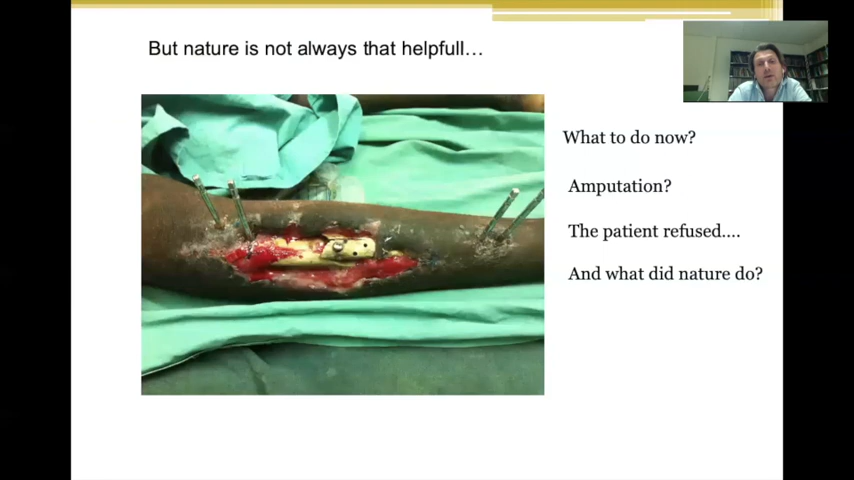 But nature is not always that helpfull…
What to do now?
Amputation?
The patient refused….
And what did nature do?